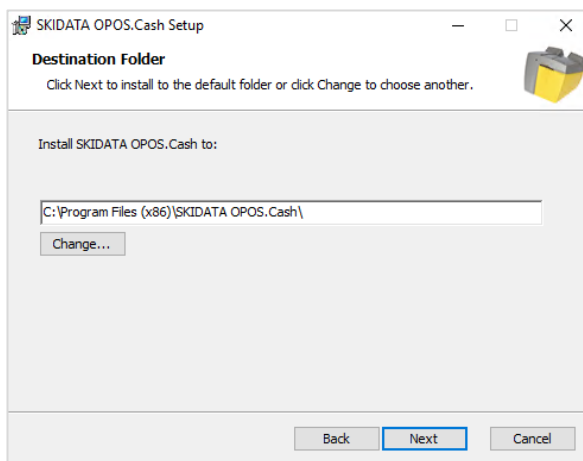 SKIDATA OPOS.Cash Setup
Destination Folder
Click Next to install to the default folder or click Change to choose another.
Install SKIDATA OPOS.Cash to:
C:\Program Files (x86)\SKIDATA OPOS.Cash\
Change...
Back Next Cancel